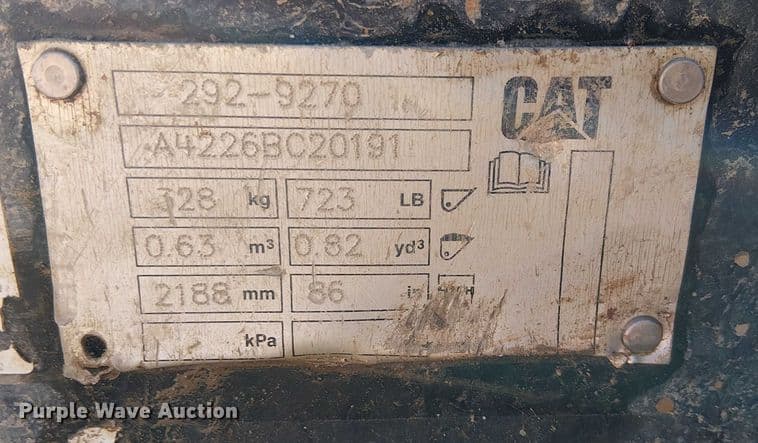 292-9270
CAT
A4226BC20191
328 kg 723 LB
0.63 m³ 0.82 yd³
2188 mm 86 in
kPa
Purple Wave Auction